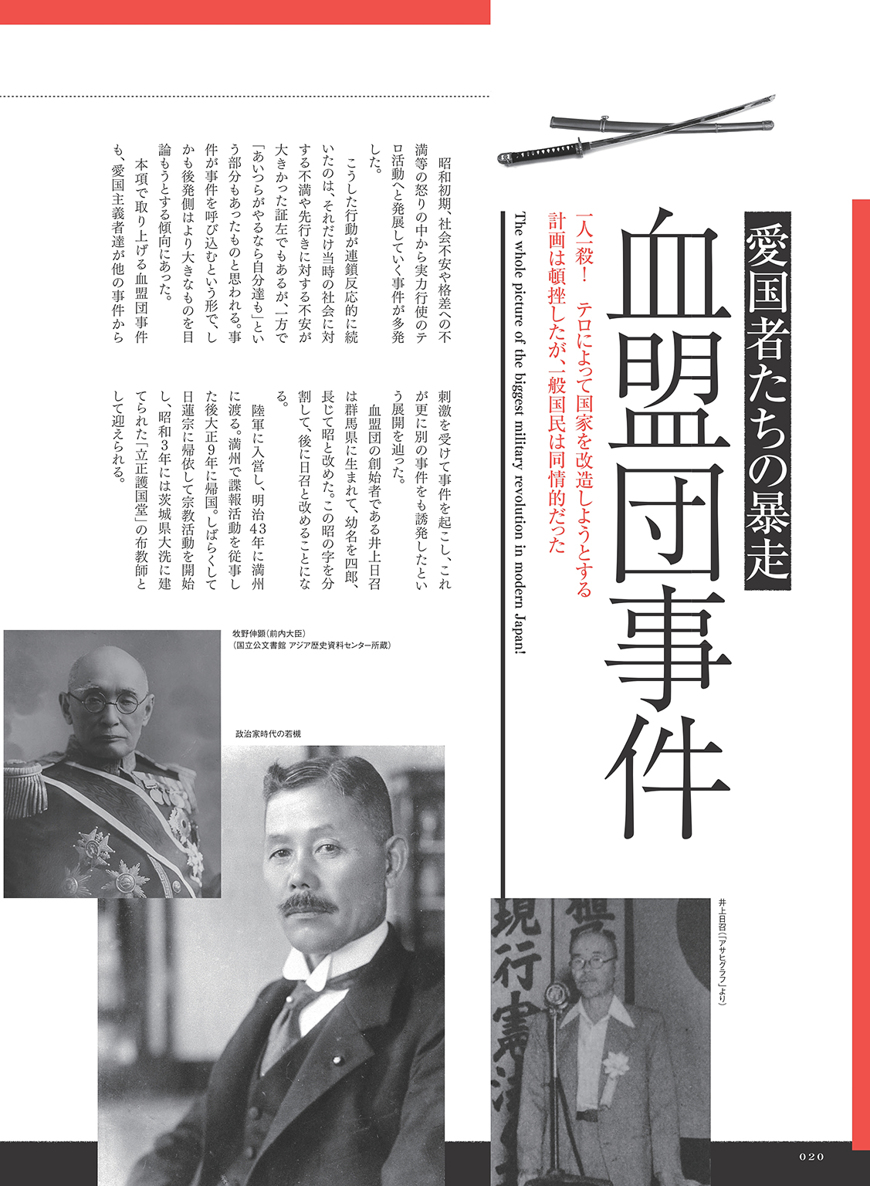 愛国者たちの暴走
血盟団事件
一人一殺！　テロによって国家を改造しようとする
計画は頓挫したが、一般国民は同情的だった
The whole picture of the biggest military revolution in modern Japan!
　昭和初期、社会不安や格差への不
満等の怒りの中から実力行使のテ
ロ活動へと発展していく事件が多発
した。
　こうした行動が連鎖反応的に続
いたのは、それだけ当時の社会に対
する不満や先行きに対する不安が
大きかった証左でもあるが、一方で
「あいつらがやるなら自分達も」とい
う部分もあったものと思われる。事
件が事件を呼び込むという形で、し
かも後発側はより大きなものを目
論もうとする傾向にあった。
　本項で取り上げる血盟団事件
も、愛国主義者達が他の事件から
刺激を受けて事件を起こし、これ
が更に別の事件をも誘発したとい
う展開を辿った。
　血盟団の創始者である井上日召
は群馬県に生まれて、幼名を四郎、
長じて昭と改めた。この昭の字を分
割して、後に日召と改めることにな
る。
　陸軍に入営し、明治43年に満州
に渡る。満州で諜報活動を従事し
た後大正9年に帰国。しばらくして
日蓮宗に帰依して宗教活動を開始
し、昭和3年には茨城県大洗に建
てられた「立正護国堂」の布教師と
して迎えられる。
牧野伸顕（前内大臣）
（国立公文書館 アジア歴史資料センター所蔵）
政治家時代の若槻
井上日召（「アサヒグラフ」より）
現行憲法
020